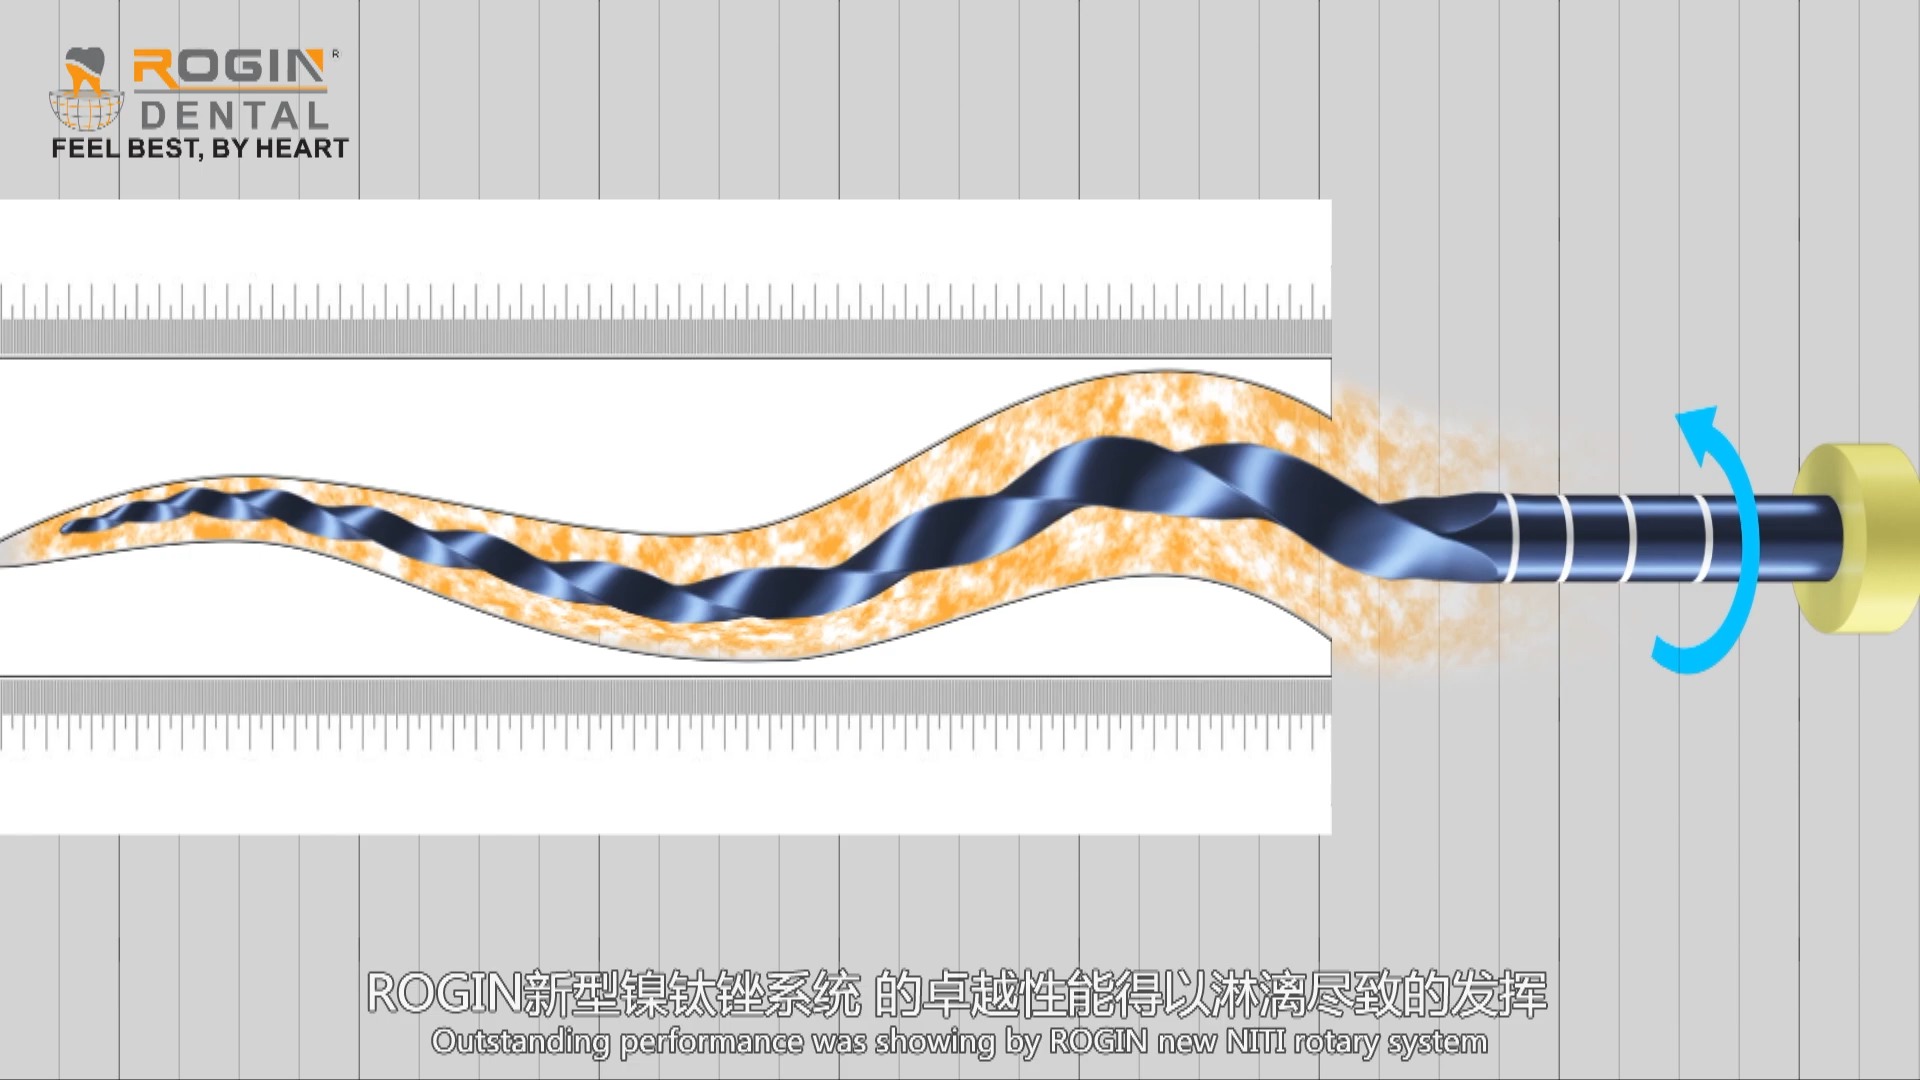 ROGIN®
DENTAL
FEEL BEST, BY HEART
ROGIN新型镍钛锉系统 的卓越性能得以淋漓尽致的发挥
Outstanding performance was showing by ROGIN new NITI rotary system